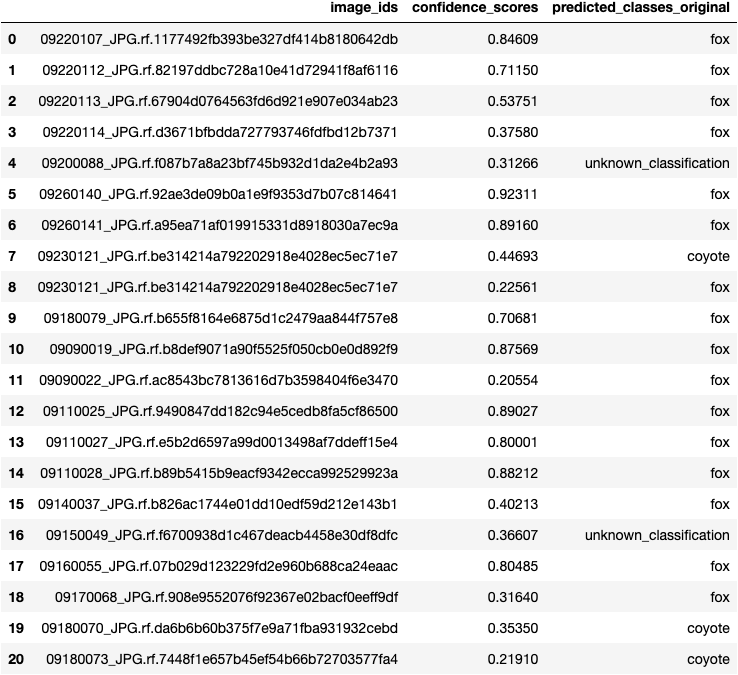 image_ids confidence_scores predicted_classes_original
0 09220107_JPG.rf.1177492fb393be327df414b8180642db 0.84609 fox
1 09220112_JPG.rf.82197ddbc728a10e41d72941f8af6116 0.71150 fox
2 09220113_JPG.rf.67904d0764563fd6d921e907e034ab23 0.53751 fox
3 09220114_JPG.rf.d3671bfbdda727793746fdfbd12b7371 0.37580 fox
4 09200088_JPG.rf.f087b7a8a23bf745b932d1da2e4b2a93 0.31266 unknown_classification
5 09260140_JPG.rf.92ae3de09b0a1e9f9353d7b07c814641 0.92311 fox
6 09260141_JPG.rf.a95ea71af019915331d8918030a7ec9a 0.89160 fox
7 09230121_JPG.rf.be314214a792202918e4028ec5ec71e7 0.44693 coyote
8 09230121_JPG.rf.be314214a792202918e4028ec5ec71e7 0.22561 fox
9 09180079_JPG.rf.b655f8164e6875d1c2479aa844f757e8 0.70681 fox
10 09090019_JPG.rf.b8def9071a90f5525f050cb0e0d892f9 0.87569 fox
11 09090022_JPG.rf.ac8543bc7813616d7b3598404f6e3470 0.20554 fox
12 09110025_JPG.rf.9490847dd182c94e5cedb8fa5cf86500 0.89027 fox
13 09110027_JPG.rf.e5b2d6597a99d0013498af7ddeff15e4 0.80001 fox
14 09110028_JPG.rf.b89b5415b9eacf9342ecca992529923a 0.88212 fox
15 09140037_JPG.rf.b826ac1744e01dd10edf59d212e143b1 0.40213 fox
16 09150049_JPG.rf.f6700938d1c467deacb4458e30df8dfc 0.36607 unknown_classification
17 09160055_JPG.rf.07b029d123229fd2e960b688ca24eaac 0.80485 fox
18 09170068_JPG.rf.908e9552076f92367e02bacf0eeff9df 0.31640 fox
19 09180070_JPG.rf.da6b6b60b375f7e9a71fba931932cebd 0.35350 coyote
20 09180073_JPG.rf.7448f1e657b45ef54b66b72703577fa4 0.21910 coyote